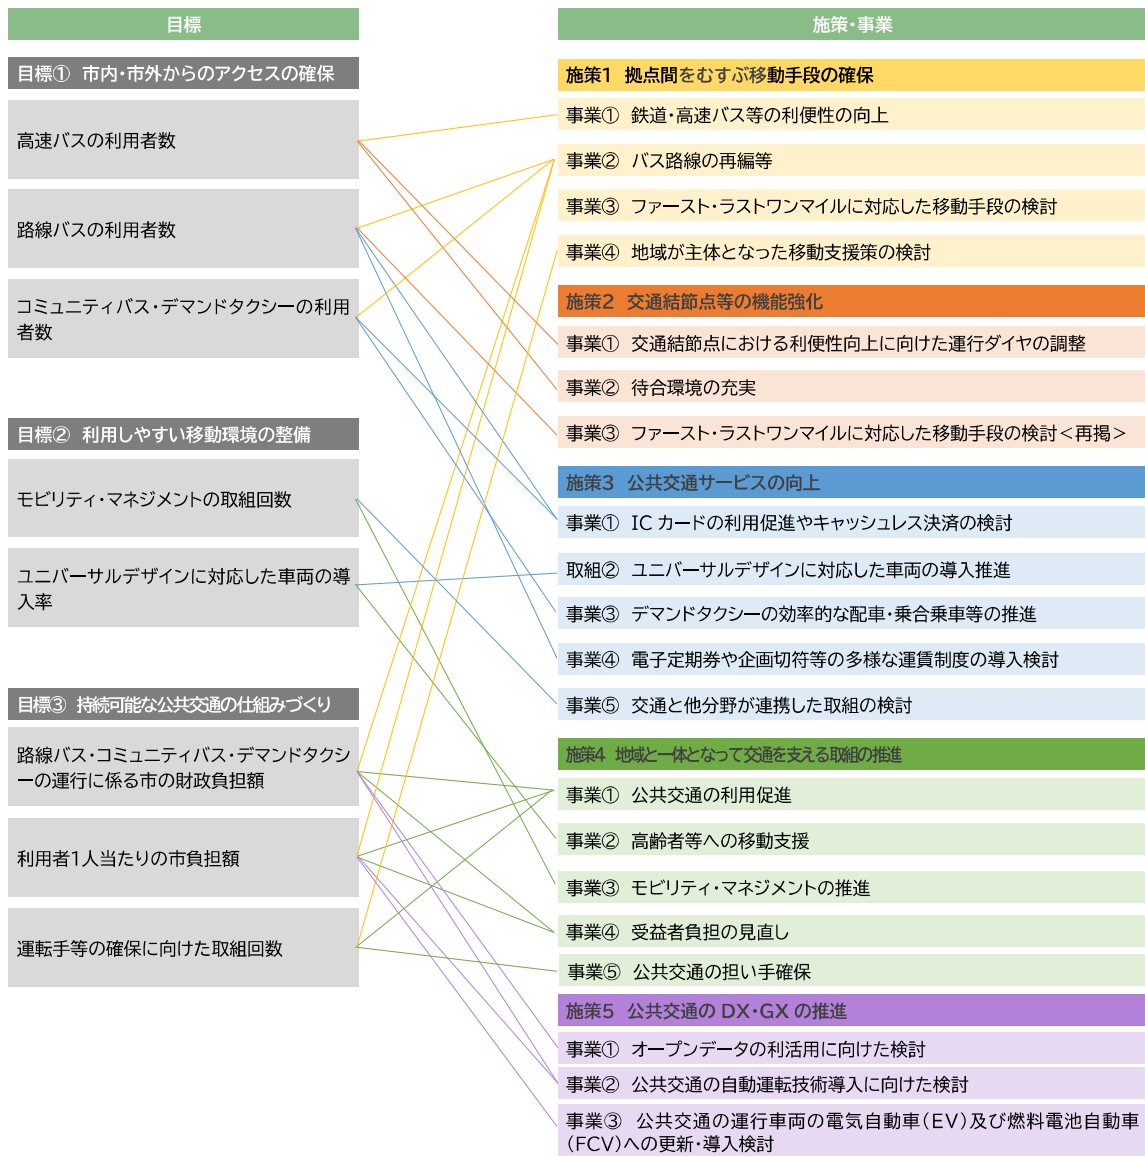 目標
目標① 市内・市外からのアクセスの確保
高速バスの利用者数
路線バスの利用者数
コミュニティバス・デマンドタクシーの利用
者数
目標② 利用しやすい移動環境の整備
モビリティ・マネジメントの取組回数
ユニバーサルデザインに対応した車両の導
入率
目標③ 持続可能な公共交通の仕組みづくり
路線バス・コミュニティバス・デマンドタクシ
ーの運行に係る市の財政負担額
利用者1人当たりの市負担額
運転手等の確保に向けた取組回数
施策・事業
施策1 拠点間をむすぶ移動手段の確保
事業① 鉄道・高速バス等の利便性の向上
事業② バス路線の再編等
事業③ ファースト・ラストワンマイルに対応した移動手段の検討
事業④ 地域が主体となった移動支援策の検討
施策2 交通結節点等の機能強化
事業① 交通結節点における利便性向上に向けた運行ダイヤの調整
事業② 待合環境の充実
事業③ ファースト・ラストワンマイルに対応した移動手段の検討＜再掲＞
施策3 公共交通サービスの向上
事業① IC カードの利用促進やキャッシュレス決済の検討
取組② ユニバーサルデザインに対応した車両の導入推進
事業③ デマンドタクシーの効率的な配車・乗合乗車等の推進
事業④ 電子定期券や企画切符等の多様な運賃制度の導入検討
事業⑤ 交通と他分野が連携した取組の検討
施策4 地域と一体となって交通を支える取組の推進
事業① 公共交通の利用促進
事業② 高齢者等への移動支援
事業③ モビリティ・マネジメントの推進
事業④ 受益者負担の見直し
事業⑤ 公共交通の担い手確保
施策5 公共交通の DX・GX の推進
事業① オープンデータの利活用に向けた検討
事業② 公共交通の自動運転技術導入に向けた検討
事業③ 公共交通の運行車両の電気自動車（EV）及び燃料電池自動車
（FCV）への更新・導入検討